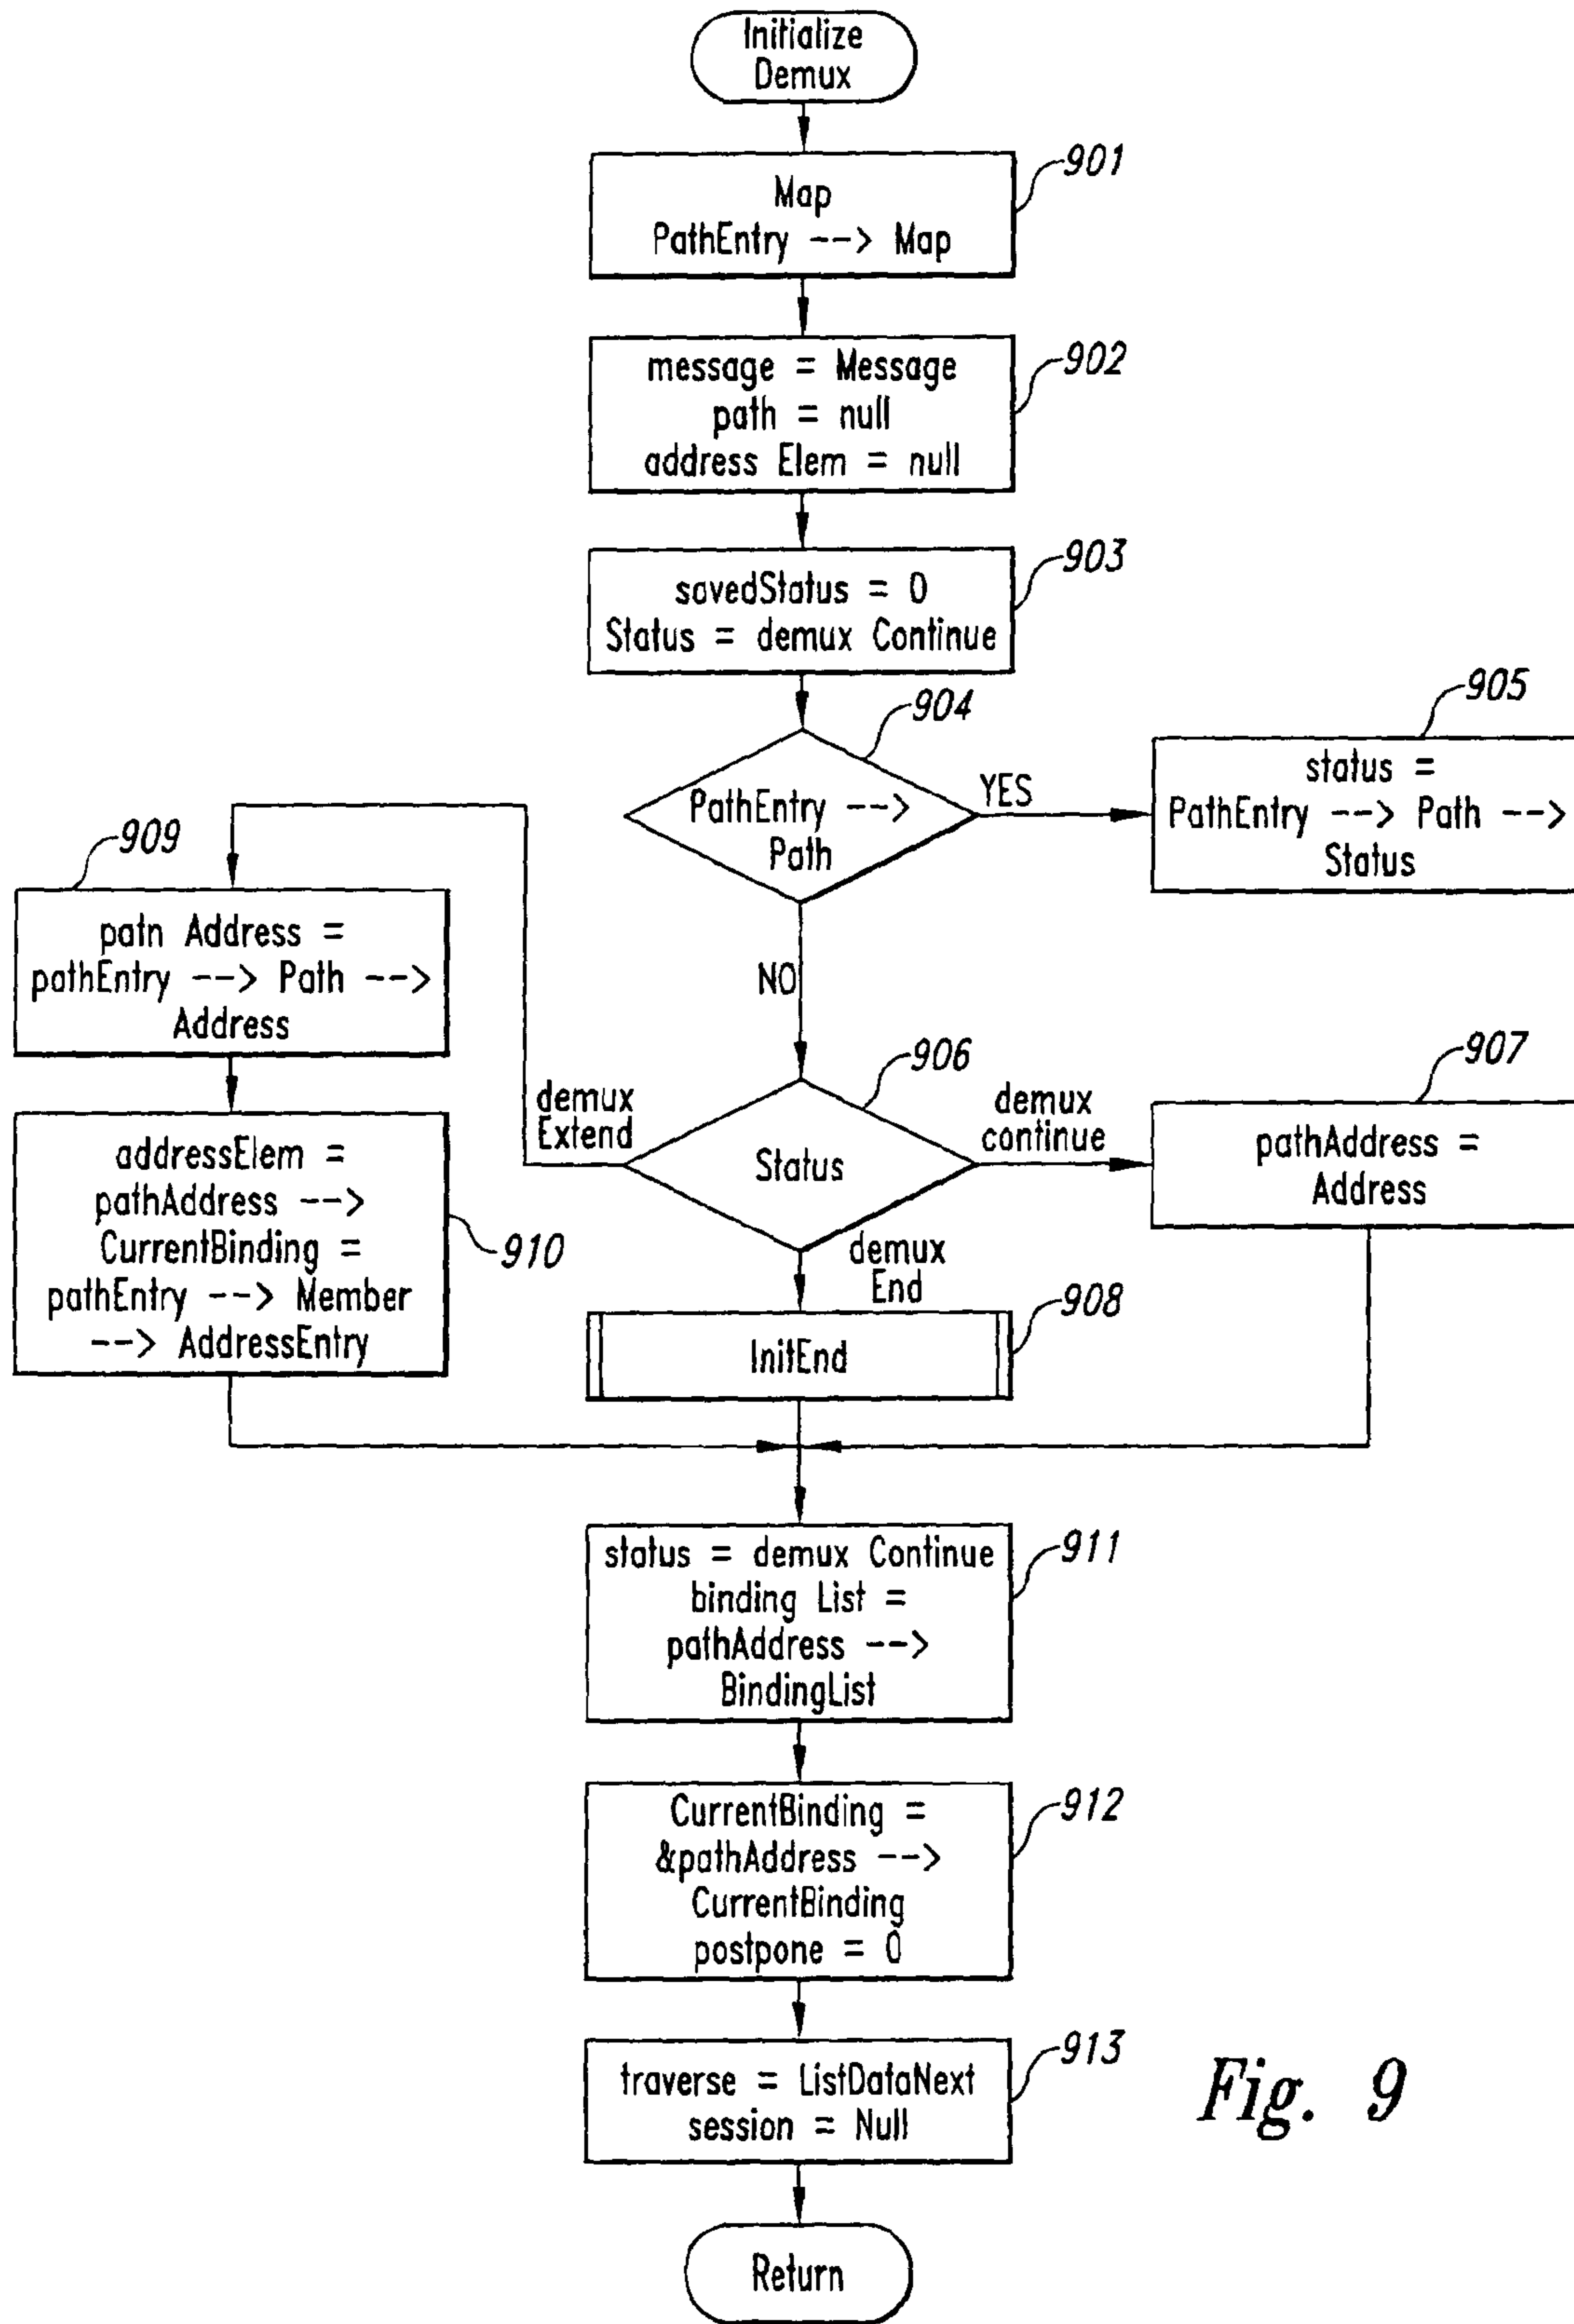 Initialize
Demux
901
Map
PathEntry --> Map
902
message = Message
path = null
address Elem = null
903
savedStatus = 0
Status = demux Continue
904
PathEntry -->
Path
YES
NO
905
status =
PathEntry --> Path -->
Status
909
patn Address =
pathEntry --> Path -->
Address
906
Status
demux
Extend
demux
continue
demux
End
907
pathAddress =
Address
910
addressElem =
pathAddress -->
CurrentBinding =
pathEntry --> Member
--> AddressEntry
908
InitEnd
911
status = demux Continue
binding List =
pathAddress -->
BindingList
912
CurrentBinding =
&pathAddress -->
CurrentBinding
postpone = 0
913
traverse = ListDataNext
session = Null
Return
Fig. 9